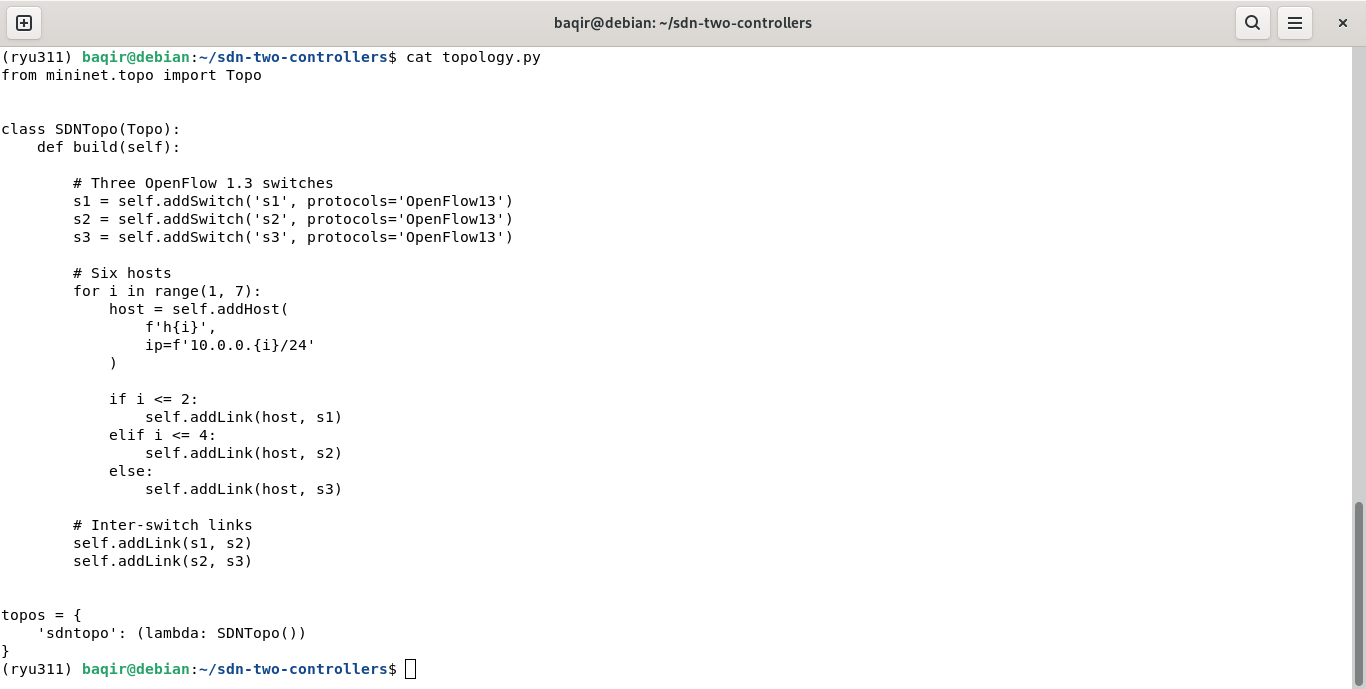 baqir@debian: ~/sdn-two-controllers
(ryu311) baqir@debian:~/sdn-two-controllers$ cat topology.py
from mininet.topo import Topo
class SDNTopo(Topo):
    def build(self):
        # Three OpenFlow 1.3 switches
        s1 = self.addSwitch('s1', protocols='OpenFlow13')
        s2 = self.addSwitch('s2', protocols='OpenFlow13')
        s3 = self.addSwitch('s3', protocols='OpenFlow13')
        # Six hosts
        for i in range(1, 7):
            host = self.addHost(
                f'h{i}',
                ip=f'10.0.0.{i}/24'
            )
            if i <= 2:
                self.addLink(host, s1)
            elif i <= 4:
                self.addLink(host, s2)
            else:
                self.addLink(host, s3)
        # Inter-switch links
        self.addLink(s1, s2)
        self.addLink(s2, s3)
topos = {
    'sdntopo': (lambda: SDNTopo())
}
(ryu311) baqir@debian:~/sdn-two-controllers$